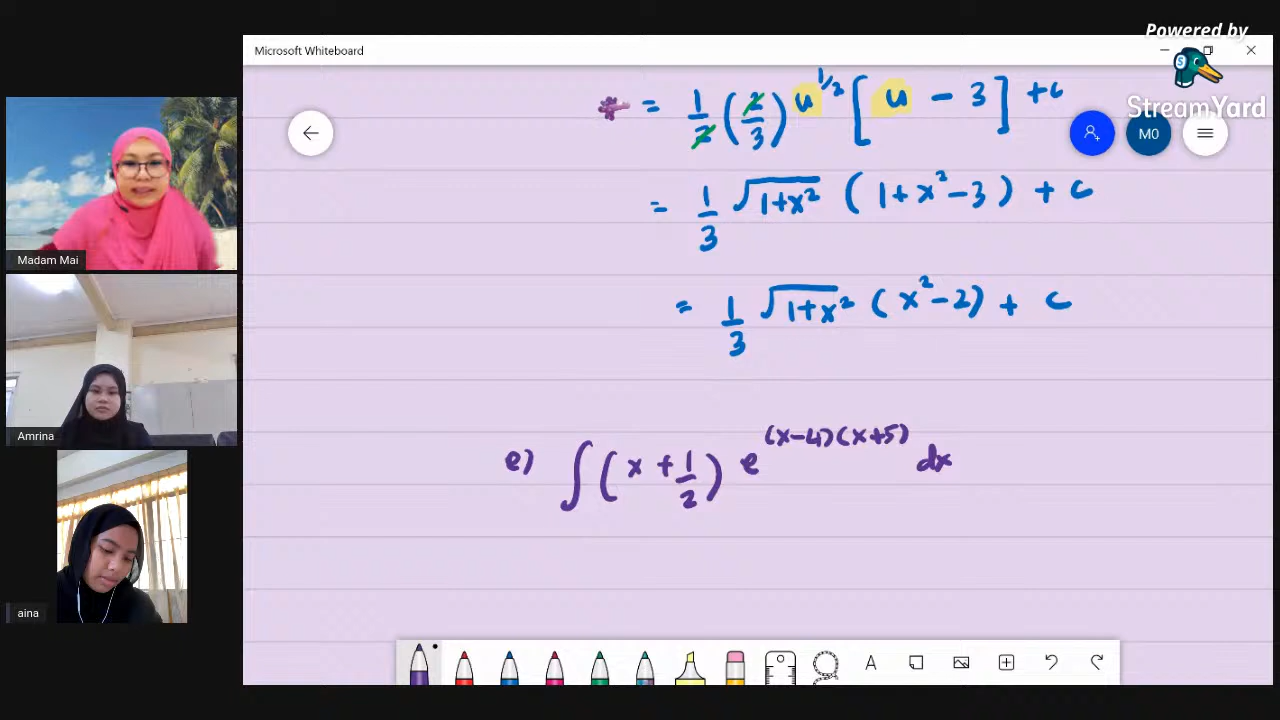 Powered by
StreamYard
Microsoft Whiteboard
M0
* = 1/2 (2/3) u^1/2 [u - 3] + c
= 1/3 √1+x² (1+x²-3) + c
= 1/3 √1+x² (x²-2) + c
e) ∫ (x + 1/2) e^(x-4)(x+5) dx
Madam Mai
Amrina
aina
A